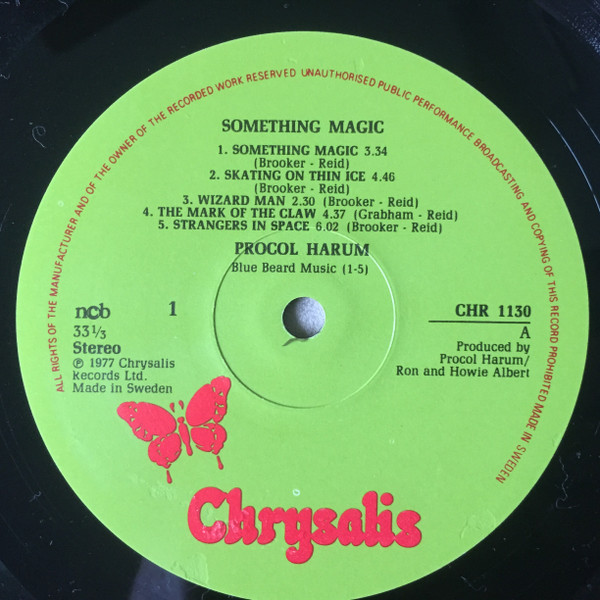 ALL RIGHTS OF THE MANUFACTURER AND OF THE OWNER OF THE RECORDED WORK RESERVED UNAUTHORISED PUBLIC PERFORMANCE BROADCASTING AND COPYING OF THIS RECORD PROHIBITED MADE IN SWEDEN
SOMETHING MAGIC
1. SOMETHING MAGIC 3.34
(Brooker - Reid)
2. SKATING ON THIN ICE 4.46
(Brooker - Reid)
3. WIZARD MAN 2.30 (Brooker - Reid)
4. THE MARK OF THE CLAW 4.37 (Grabham - Reid)
5. STRANGERS IN SPACE 6.02 (Brooker - Reid)
PROCOL HARUM
Blue Beard Music (1-5)
ncb 1
33⅓
Stereo
℗ 1977 Chrysalis
Records Ltd.
Made in Sweden
CHR 1130
A
Produced by
Procol Harum/
Ron and Howie Albert
Chrysalis